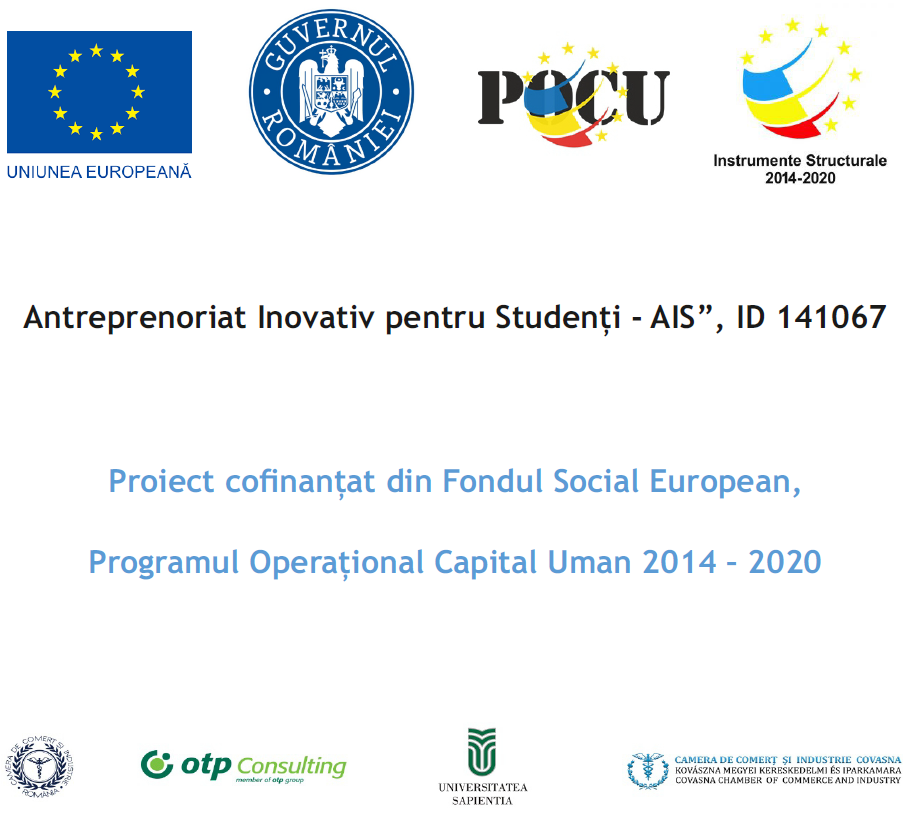 UNIUNEA EUROPEANĂ
GUVERNUL ROMÂNIEI
POCU
Instrumente Structurale
2014-2020
Antreprenoriat Inovativ pentru Studenți - AIS”, ID 141067
Proiect cofinanțat din Fondul Social European,
Programul Operațional Capital Uman 2014 – 2020
CAMERA DE COMERȚ ȘI INDUSTRIE
ROMÂNIA
otp Consulting
member of otp group
UNIVERSITATEA
SAPIENTIA
CAMERA DE COMERȚ ȘI INDUSTRIE COVASNA
KOVÁSZNA MEGYEI KERESKEDELMI ÉS IPARKAMARA
COVASNA CHAMBER OF COMMERCE AND INDUSTRY